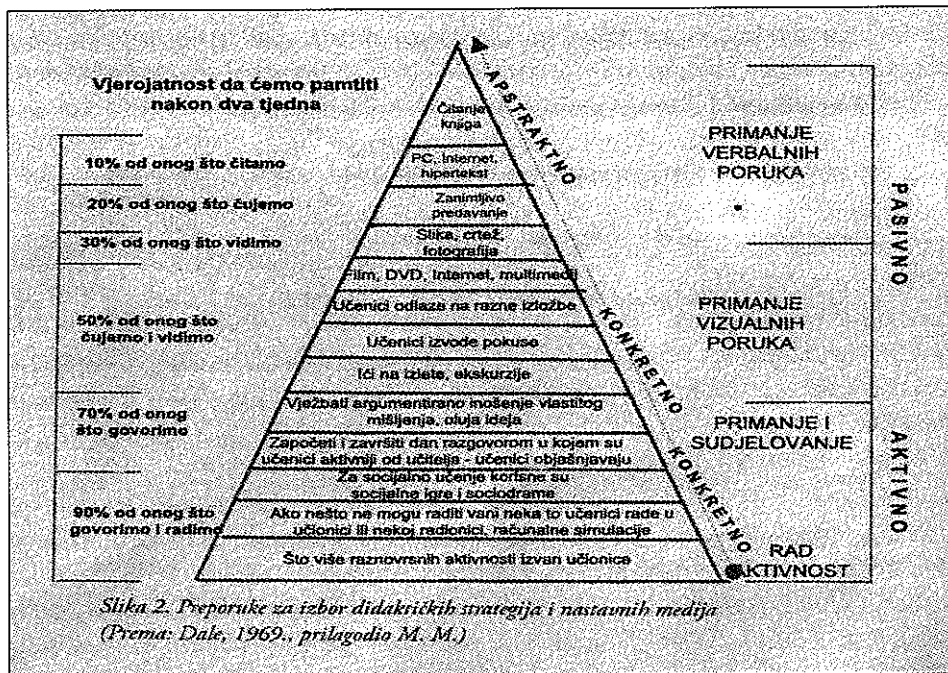 Vjerojatnost da ćemo pamtiti
nakon dva tjedna
10% od onog što čitamo
20% od onog što čujemo
30% od onog što vidimo
50% od onog što
čujemo i vidimo
70% od onog
što govorimo
90% od onog što
govorimo i radimo
Čitanje
knjiga
PC, Internet,
hipertekst
Zanimljivo
predavanje
Slika, crtež,
fotografija
Film, DVD, Internet, multimedij
Učenici odlaze na razne izložbe
Učenici izvode pokuse
Ići na izlete, ekskurzije
Vježbati argumentirano inošenje vlastitog
mišljenja, oluja ideja
Započeti i završiti dan razgovorom u kojem su
učenici aktivniji od učitelja - učenici objašnjavaju
Za socijalno učenje korisne su
socijalne igre i sociodrame
Ako nešto ne mogu raditi vani neka to učenici rade u
učionici ili nekoj radionici, računalne simulacije
Što više raznovrsnih aktivnosti izvan učionice
APSTRAKTNO
KONKRETNO
KONKRETNO
PRIMANJE
VERBALNIH
PORUKA
PRIMANJE
VIZUALNIH
PORUKA
PRIMANJE I
SUDJELOVANJE
RAD
AKTIVNOST
PASIVNO
AKTIVNO
Slika 2. Preporuke za izbor didaktičkih strategija i nastavnih medija
(Prema: Dale, 1969., prilagodio M. M.)